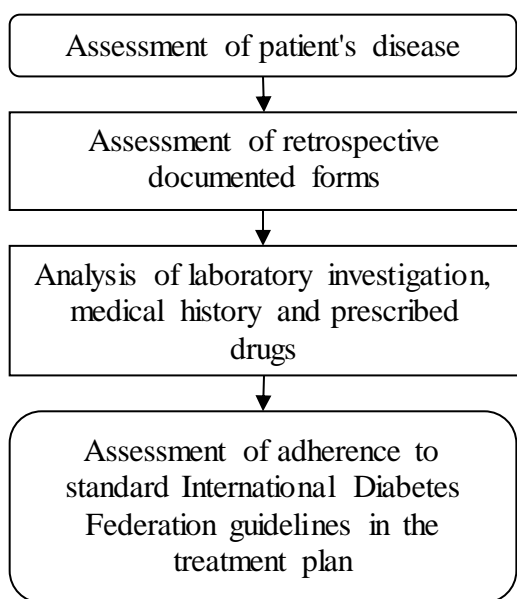 Assessment of patient's disease
Assessment of retrospective
documented forms
Analysis of laboratory investigation,
medical history and prescribed
drugs
Assessment of adherence to
standard International Diabetes
Federation guidelines in the
treatment plan